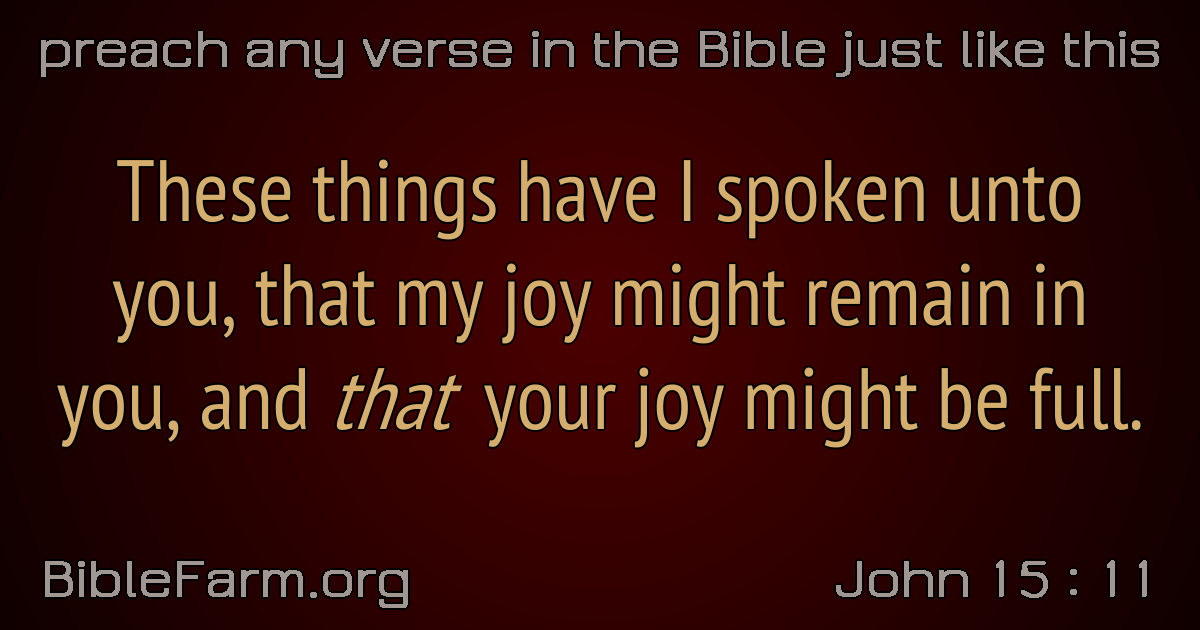 preach any verse in the Bible just like this
These things have I spoken unto
you, that my joy might remain in
you, and that your joy might be full.
BibleFarm.org
John 15 : 11